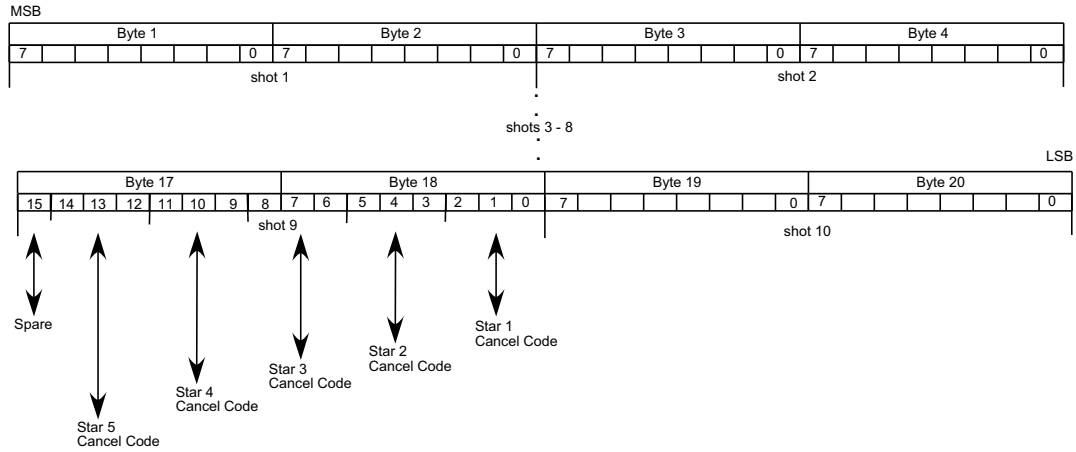 MSB
Byte 1 Byte 2 Byte 3 Byte 4
7 0 7 0 7 0 7 0
shot 1 shot 2
shots 3 - 8
LSB
Byte 17 Byte 18 Byte 19 Byte 20
15 14 13 12 11 10 9 8 7 6 5 4 3 2 1 0 7 0 7 0
shot 9 shot 10
Spare
Star 1
Cancel Code
Star 2
Cancel Code
Star 3
Cancel Code
Star 4
Cancel Code
Star 5
Cancel Code